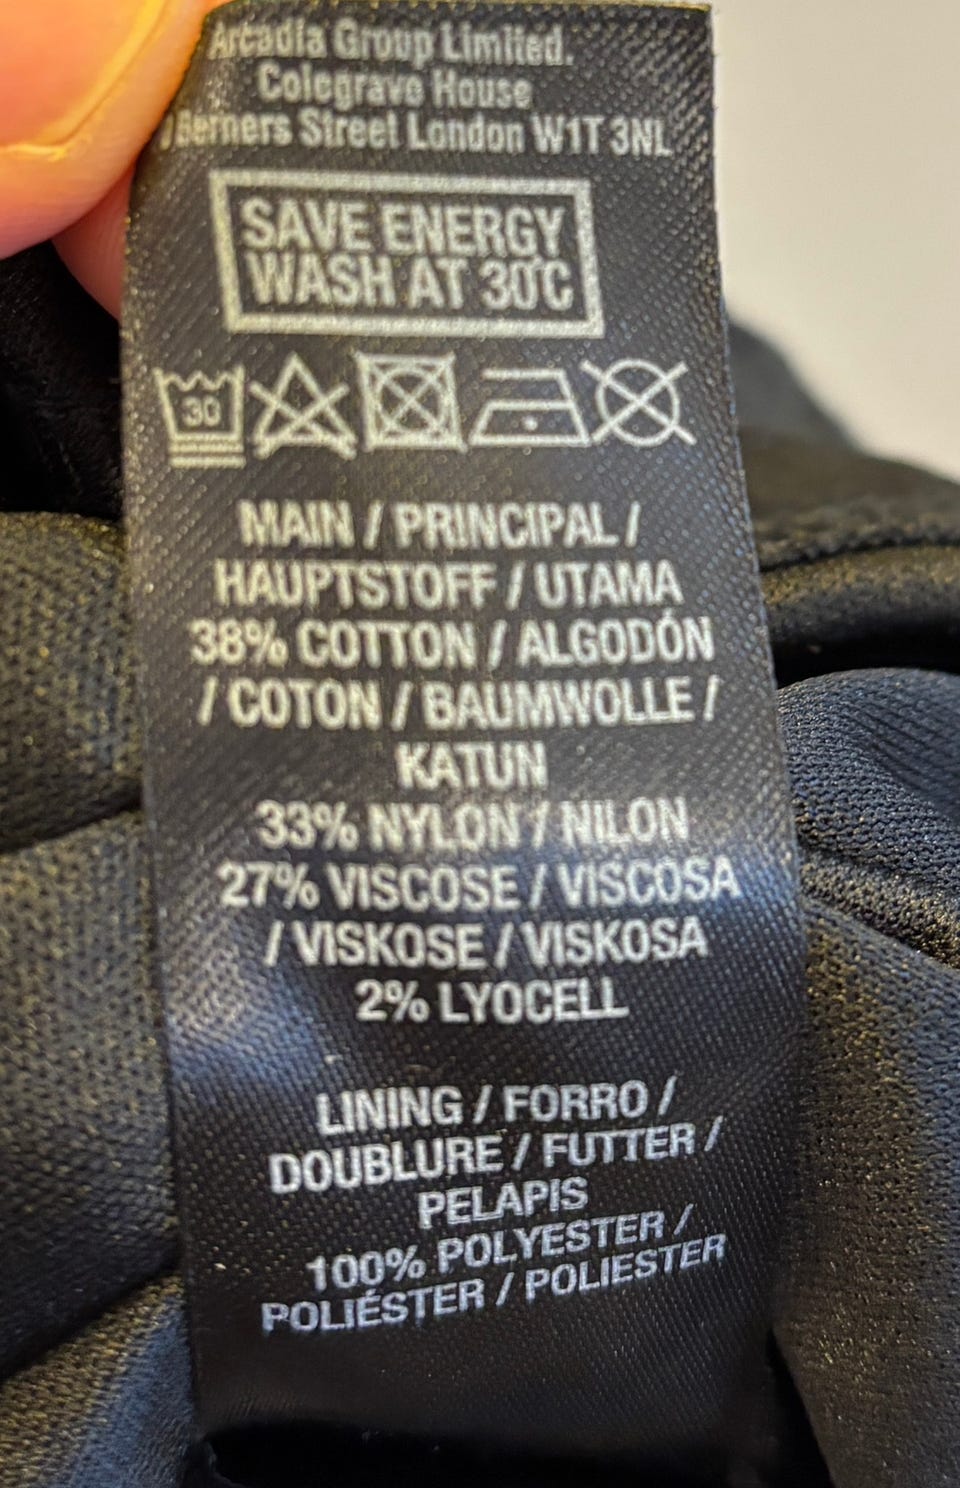 Arcadia Group Limited.
Colegrave House
Berners Street London W1T 3NL
SAVE ENERGY
WASH AT 30°C
30
MAIN / PRINCIPAL /
HAUPTSTOFF / UTAMA
38% COTTON / ALGODÓN
/ COTON / BAUMWOLLE /
KATUN
33% NYLON / NILON
27% VISCOSE / VISCOSA
/ VISKOSE / VISKOSA
2% LYOCELL
LINING / FORRO /
DOUBLURE / FUTTER /
PELAPIS
100% POLYESTER /
POLIÉSTER / POLIESTER